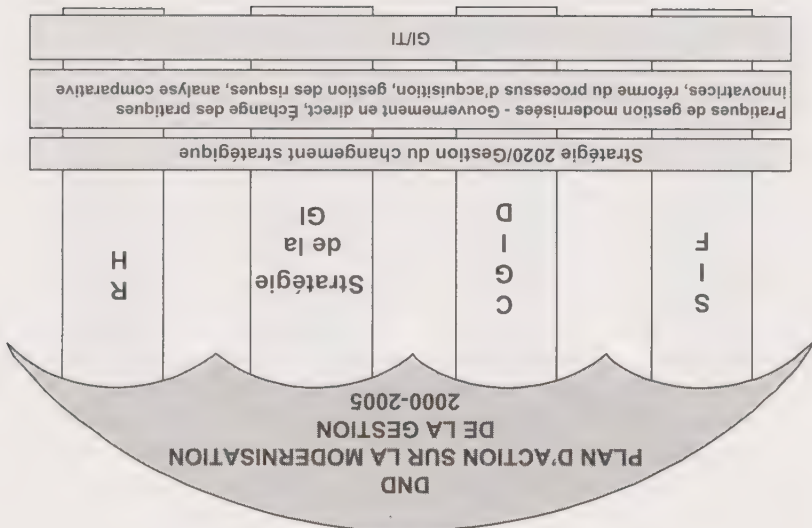 DND
PLAN D'ACTION SUR LA MODERNISATION
DE LA GESTION
2000-2005
S
I
F
C
G
I
D
Stratégie
de la
GI
R
H
Stratégie 2020/Gestion du changement stratégique
Pratiques de gestion modernisées - Gouvernement en direct, Échange des pratiques
innovatrices, réforme du processus d'acquisition, gestion des risques, analyse comparative
GI/TI